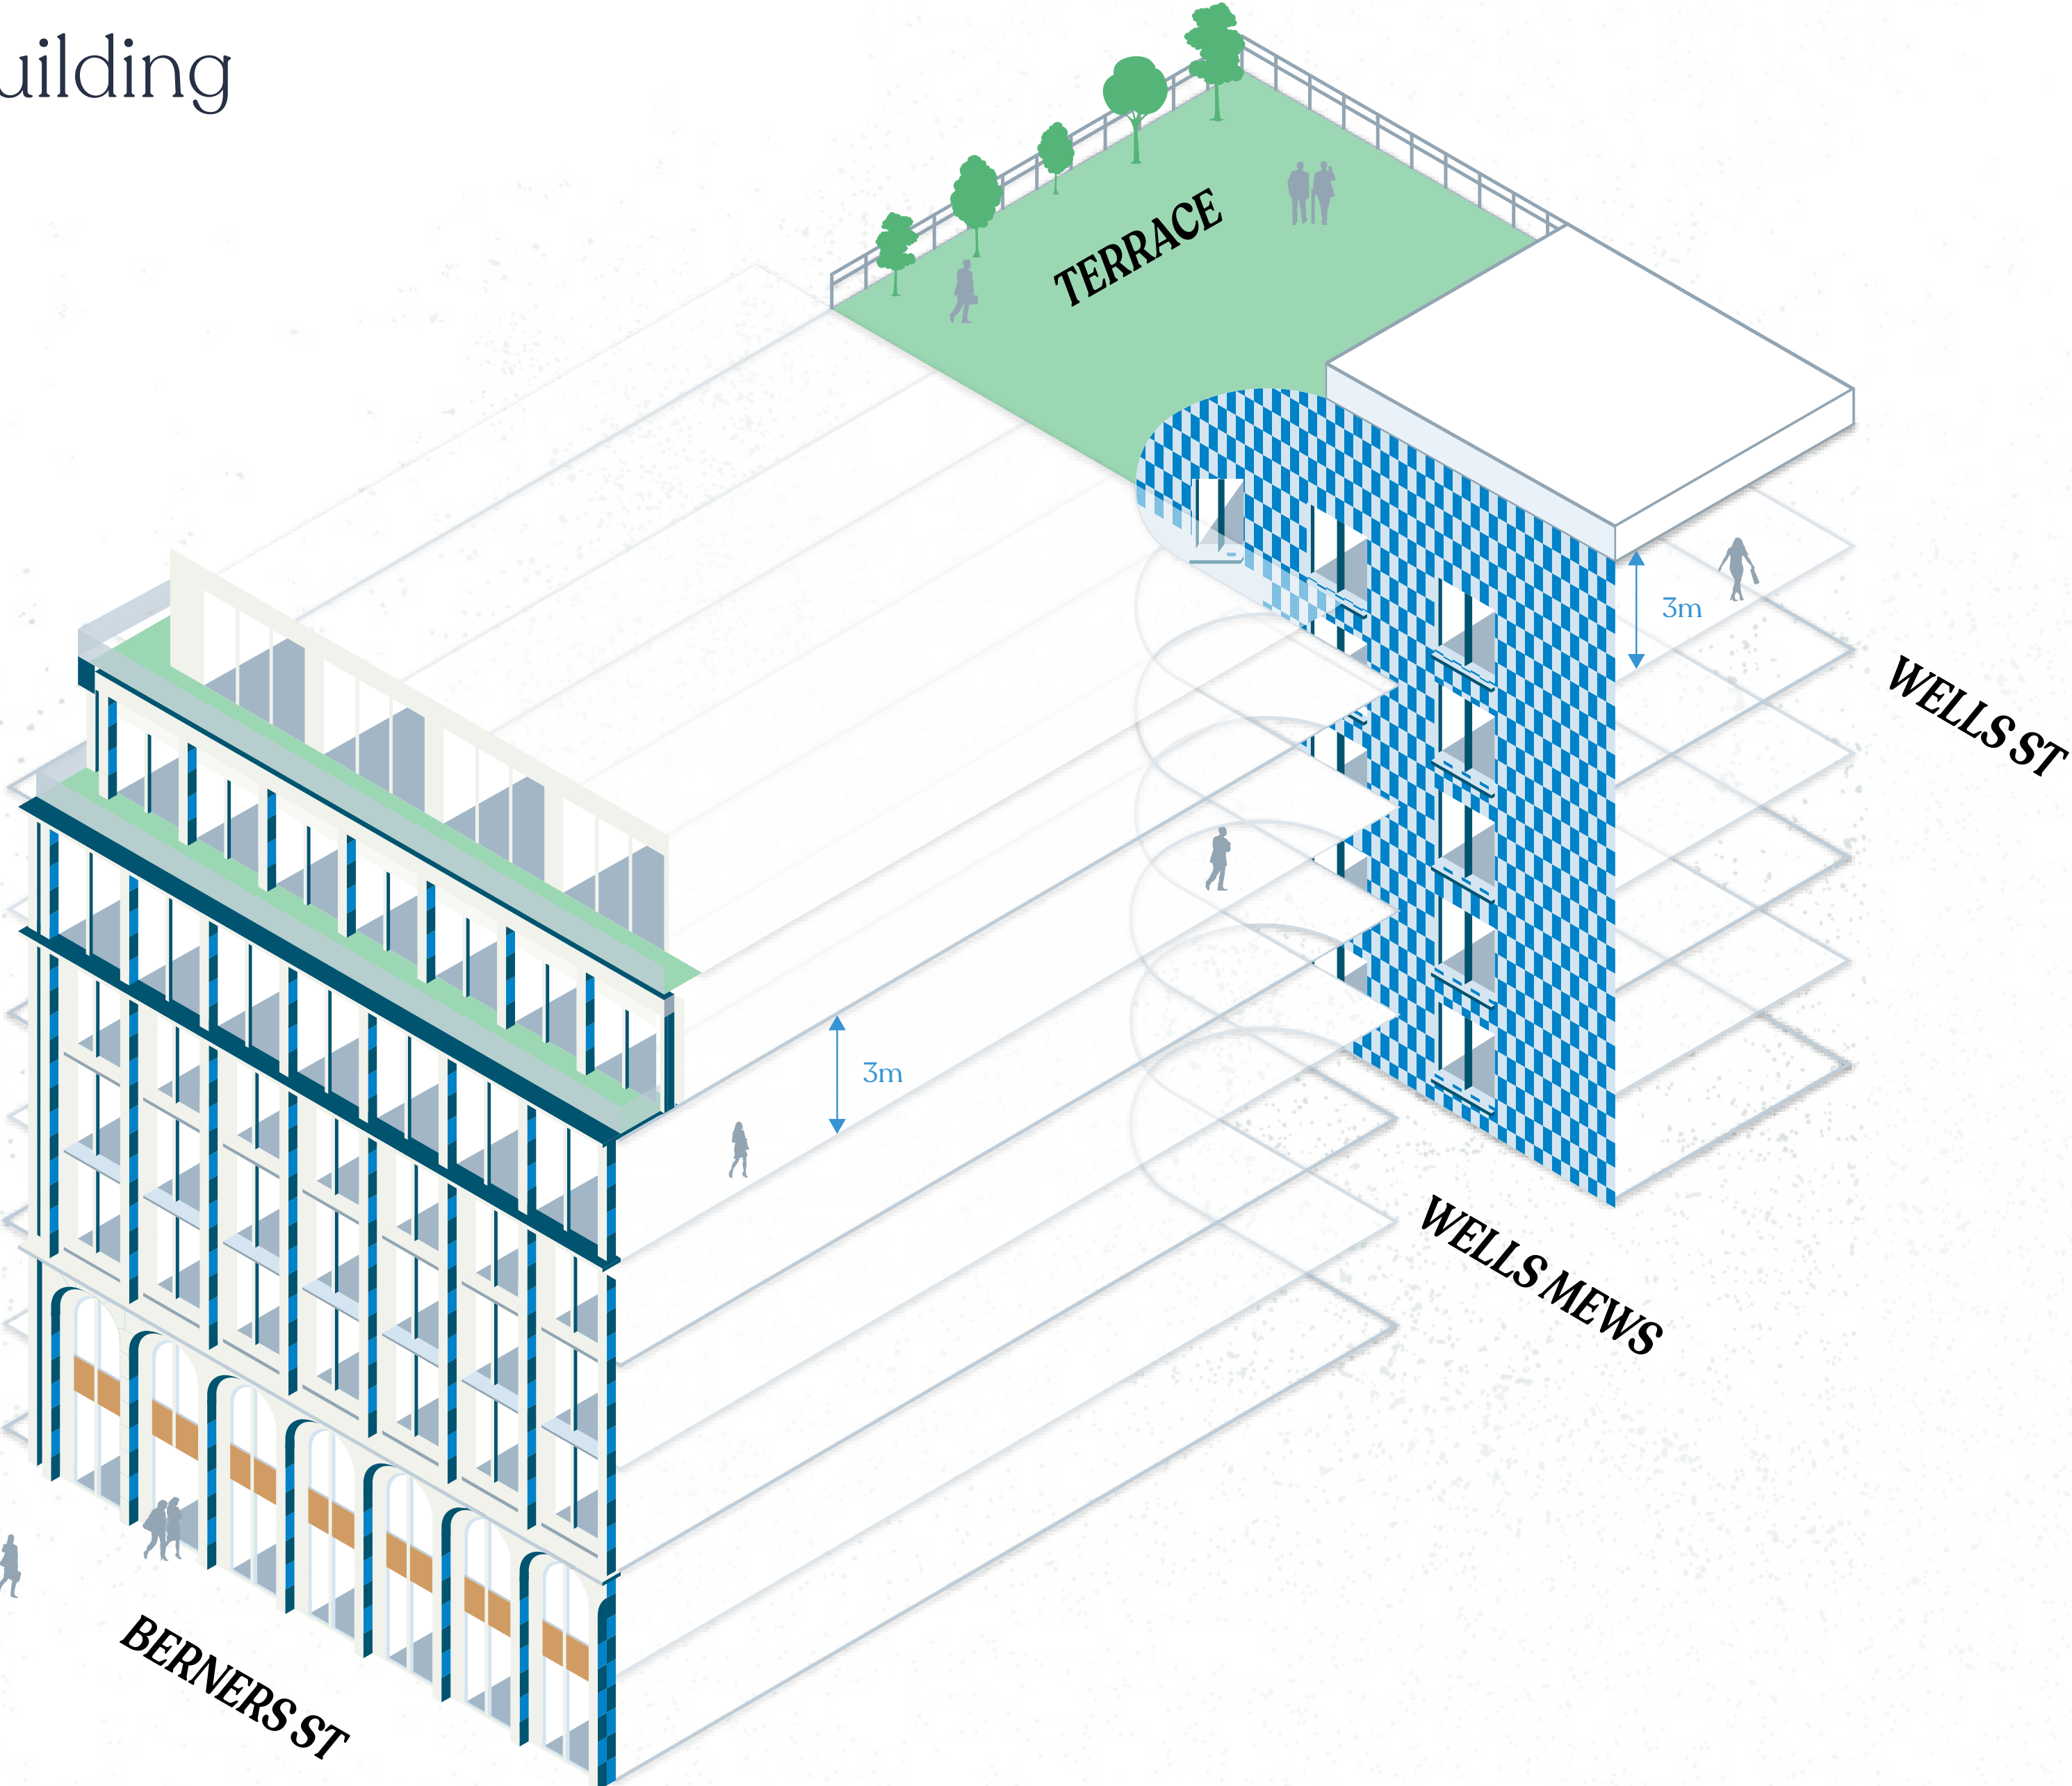 uilding
TERRACE
3m
WELLS ST
3m
WELLS MEWS
BERNERS ST